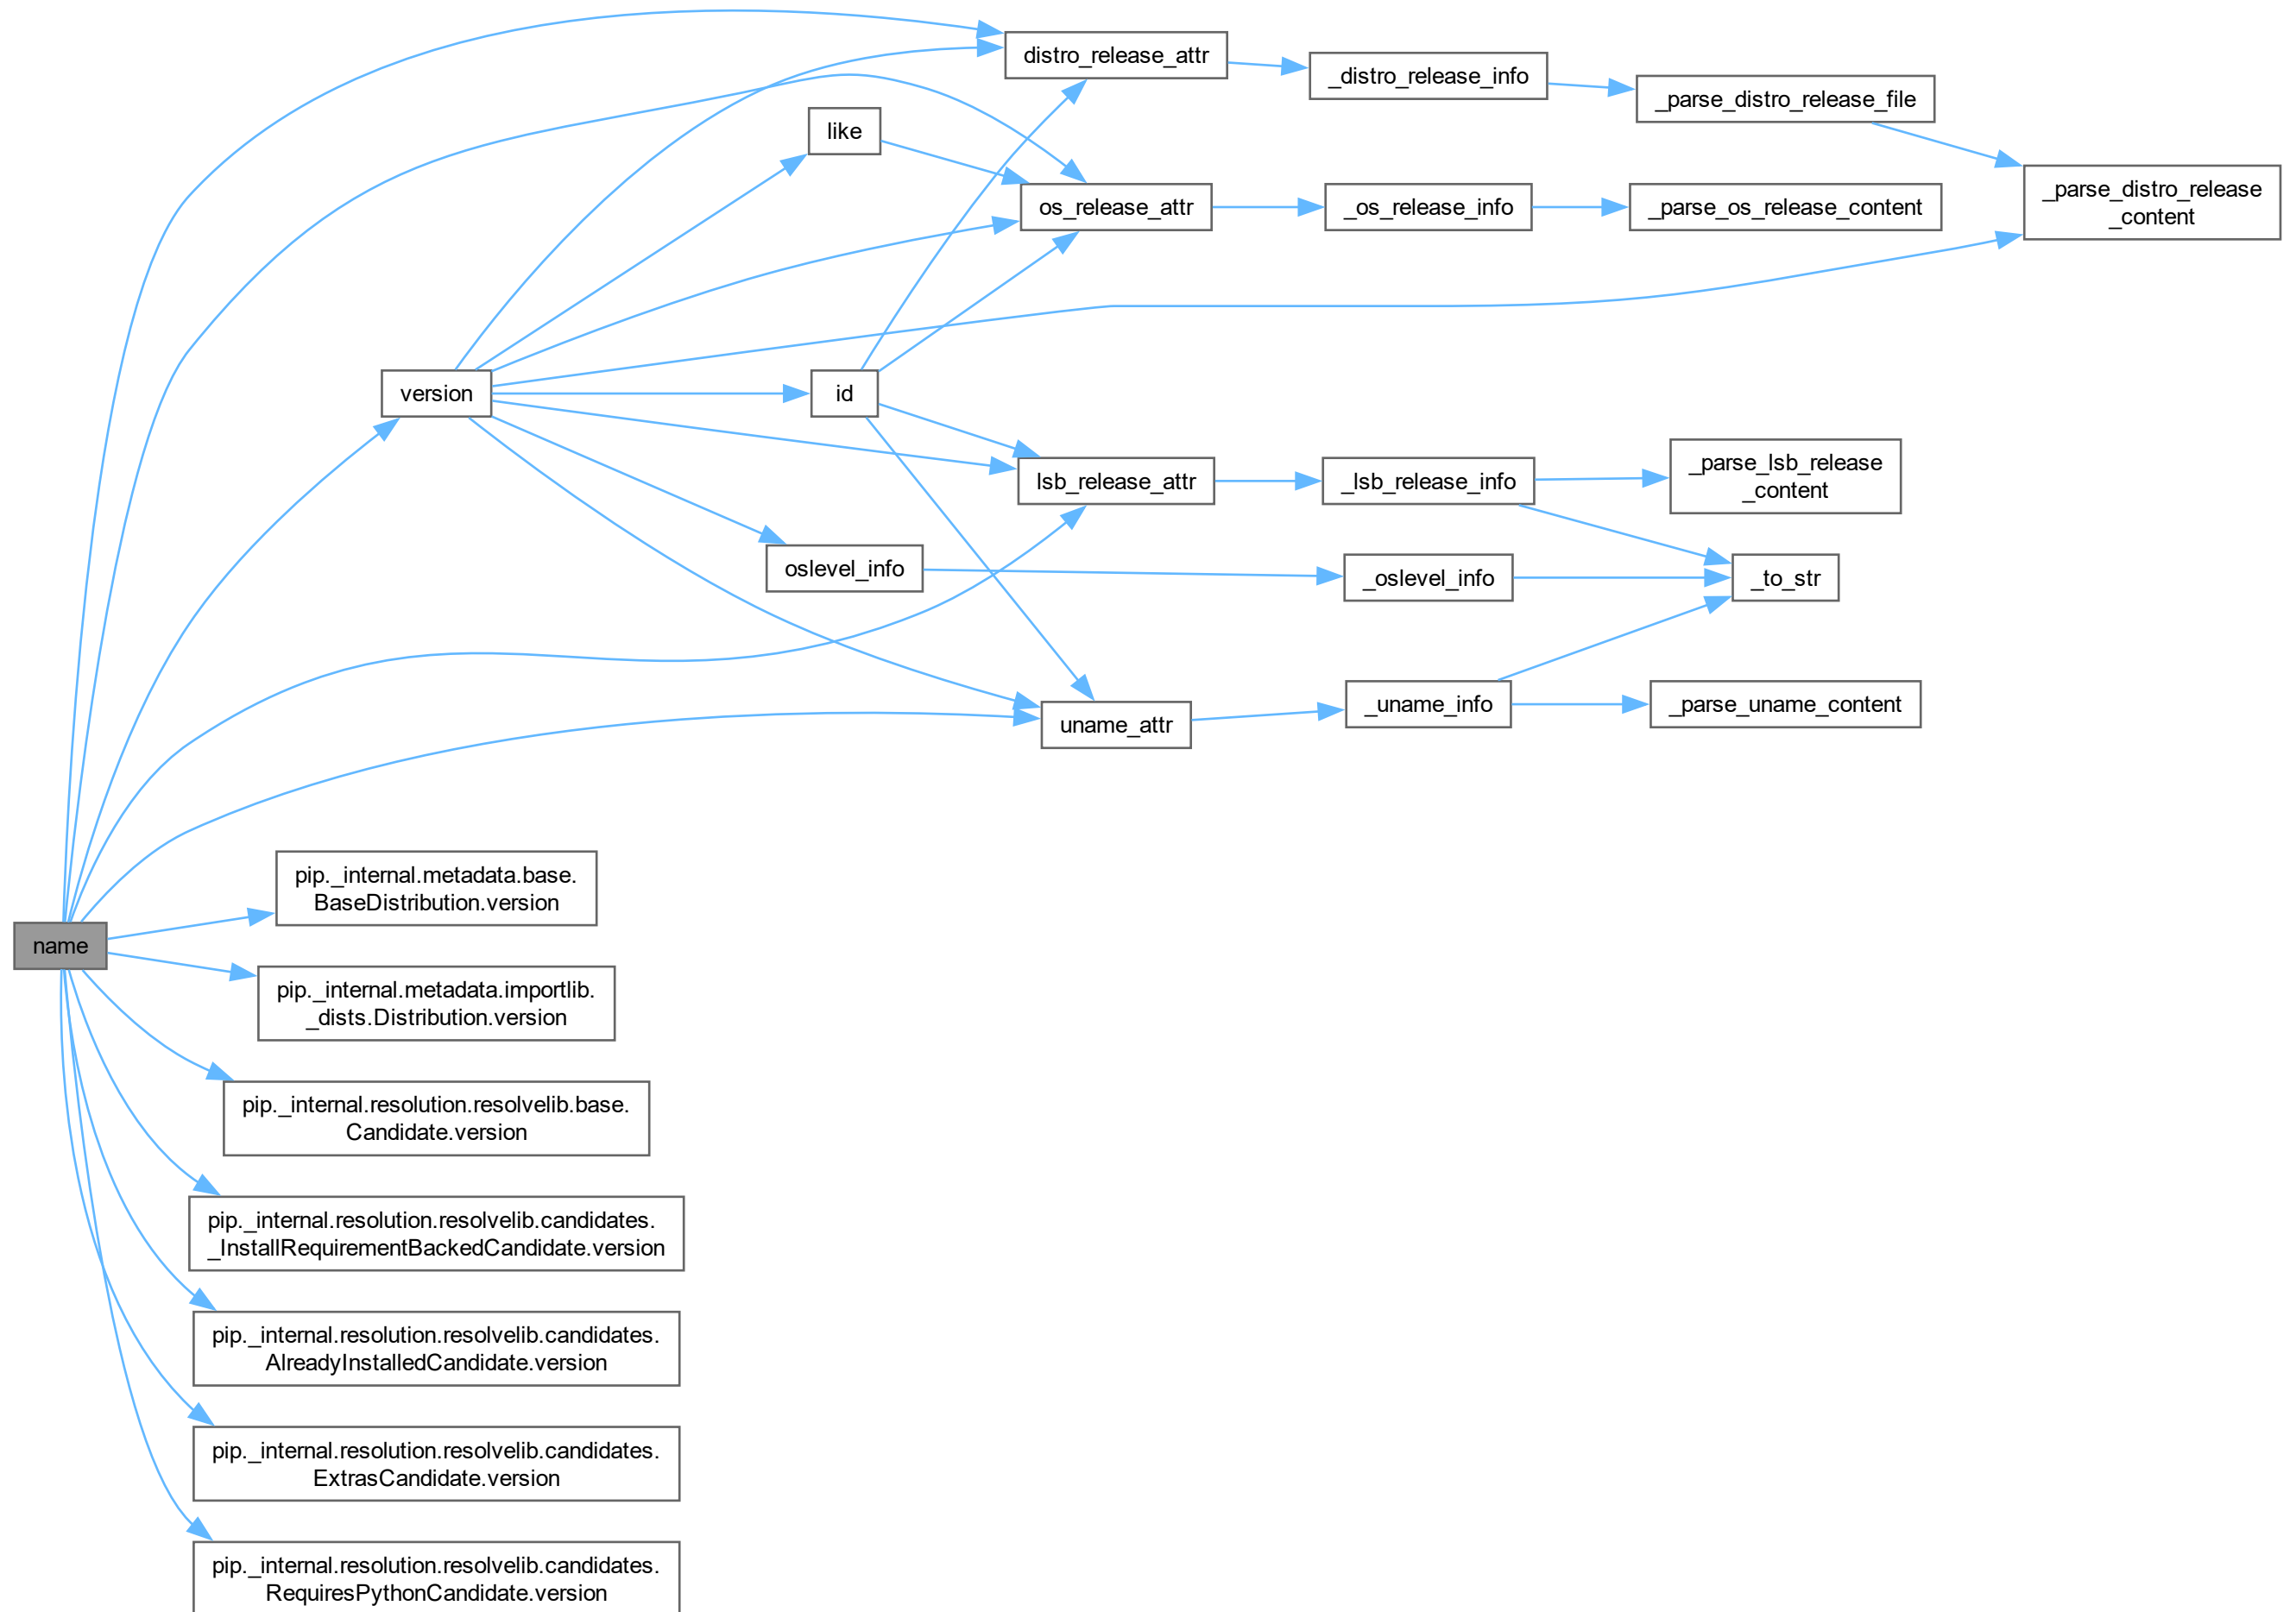 distro_release_attr
_distro_release_info
_parse_distro_release_file
like
_parse_distro_release
_content
os_release_attr
_os_release_info
_parse_os_release_content
version
id
lsb_release_attr
_lsb_release_info
_parse_lsb_release
_content
oslevel_info
_oslevel_info
_to_str
uname_attr
_uname_info
_parse_uname_content
name
pip._internal.metadata.base.
BaseDistribution.version
pip._internal.metadata.importlib.
_dists.Distribution.version
pip._internal.resolution.resolvelib.base.
Candidate.version
pip._internal.resolution.resolvelib.candidates.
_InstallRequirementBackedCandidate.version
pip._internal.resolution.resolvelib.candidates.
AlreadyInstalledCandidate.version
pip._internal.resolution.resolvelib.candidates.
ExtrasCandidate.version
pip._internal.resolution.resolvelib.candidates.
RequiresPythonCandidate.version